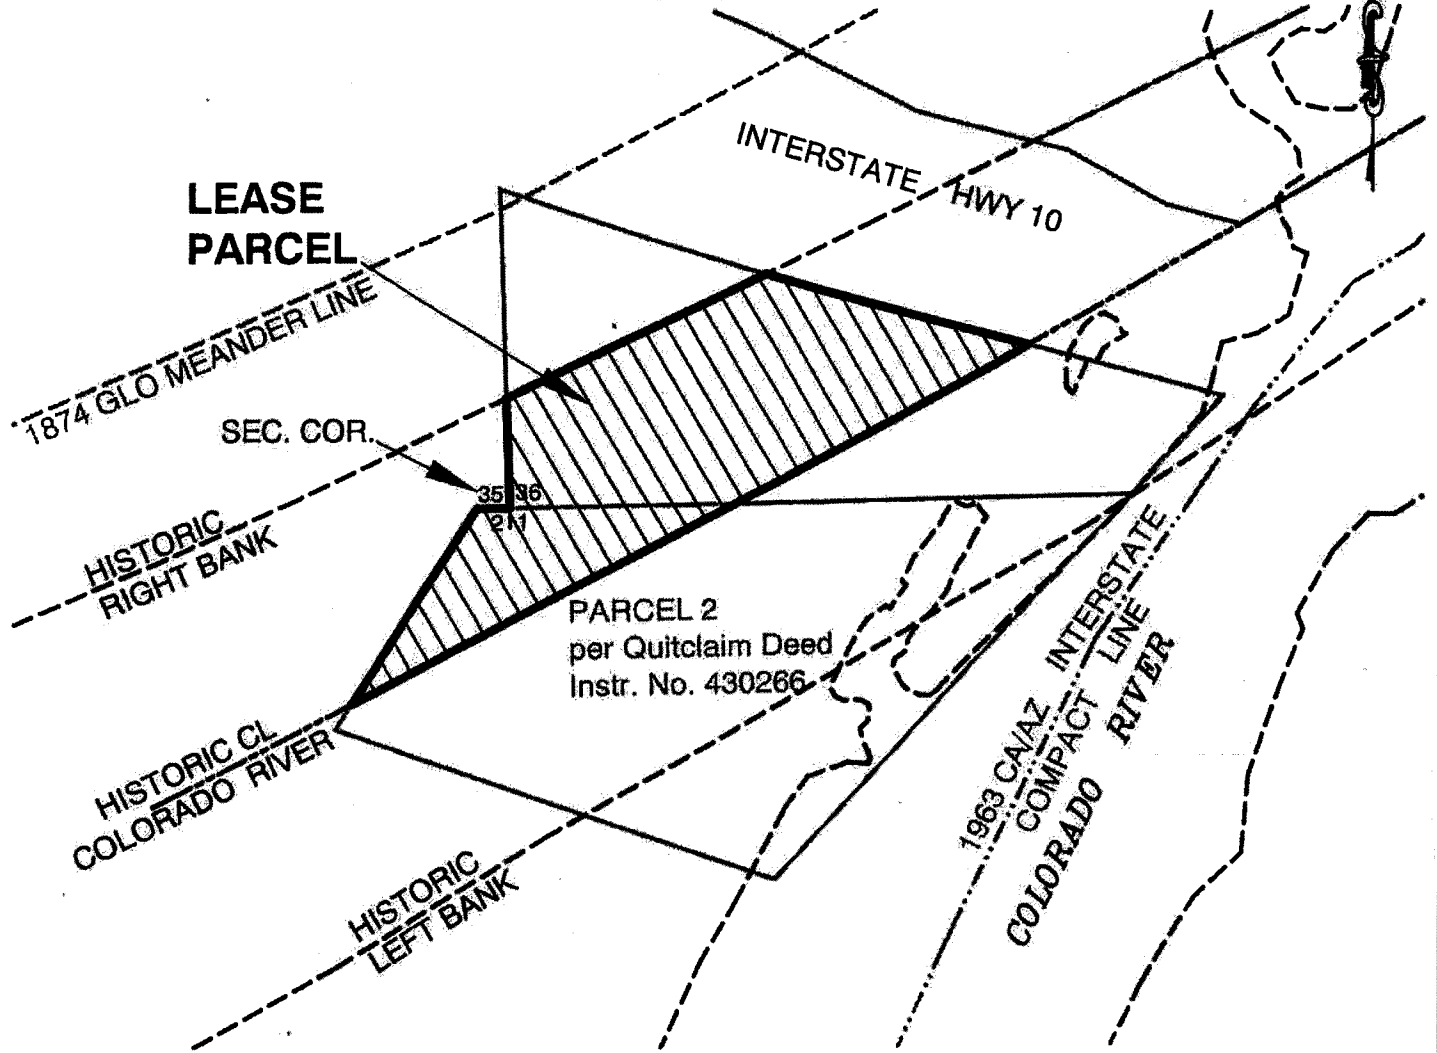 INTERSTATE HWY 10
LEASE
PARCEL
1874 GLO MEANDER LINE
SEC. COR.
35 36
2 1
HISTORIC
RIGHT BANK
PARCEL 2
per Quitclaim Deed
Instr. No. 430266
HISTORIC CL
COLORADO RIVER
HISTORIC
LEFT BANK
1963 CA/AZ INTERSTATE
COMPACT LINE
COLORADO RIVER